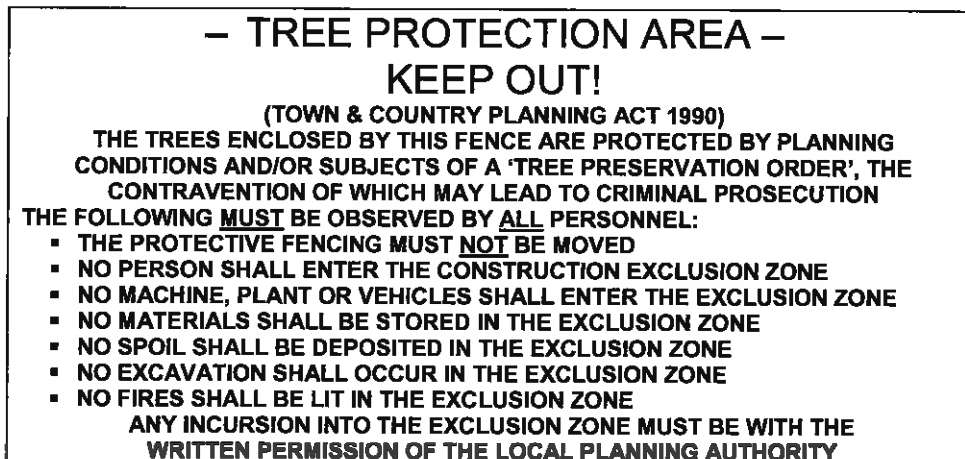 – TREE PROTECTION AREA –
KEEP OUT!
(TOWN & COUNTRY PLANNING ACT 1990)
THE TREES ENCLOSED BY THIS FENCE ARE PROTECTED BY PLANNING
CONDITIONS AND/OR SUBJECTS OF A 'TREE PRESERVATION ORDER', THE
CONTRAVENTION OF WHICH MAY LEAD TO CRIMINAL PROSECUTION
THE FOLLOWING MUST BE OBSERVED BY ALL PERSONNEL:
▪ THE PROTECTIVE FENCING MUST NOT BE MOVED
▪ NO PERSON SHALL ENTER THE CONSTRUCTION EXCLUSION ZONE
▪ NO MACHINE, PLANT OR VEHICLES SHALL ENTER THE EXCLUSION ZONE
▪ NO MATERIALS SHALL BE STORED IN THE EXCLUSION ZONE
▪ NO SPOIL SHALL BE DEPOSITED IN THE EXCLUSION ZONE
▪ NO EXCAVATION SHALL OCCUR IN THE EXCLUSION ZONE
▪ NO FIRES SHALL BE LIT IN THE EXCLUSION ZONE
ANY INCURSION INTO THE EXCLUSION ZONE MUST BE WITH THE
WRITTEN PERMISSION OF THE LOCAL PLANNING AUTHORITY